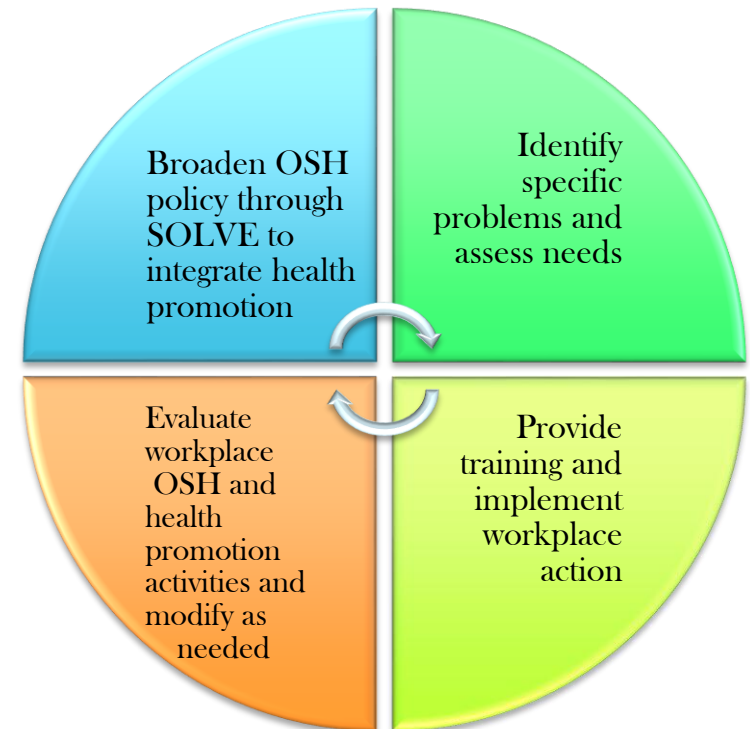 Broaden OSH
policy through
SOLVE to
integrate health
promotion
Identify
specific
problems and
assess needs
Provide
training and
implement
workplace
action
Evaluate
workplace
OSH and
health
promotion
activities and
modify as
needed